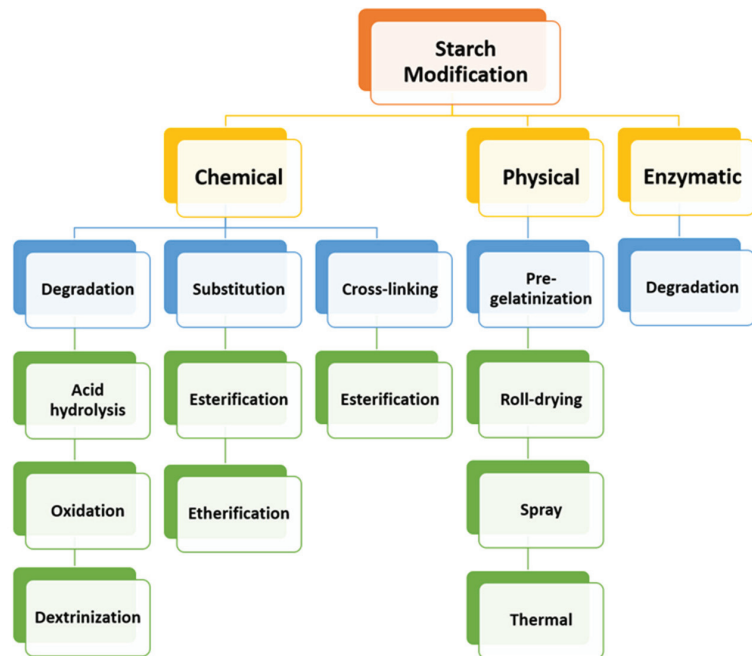 Starch
Modification
Chemical
Physical
Enzymatic
Degradation
Substitution
Cross-linking
Pre-
gelatinization
Degradation
Acid
hydrolysis
Esterification
Esterification
Roll-drying
Oxidation
Etherification
Spray
Dextrinization
Thermal